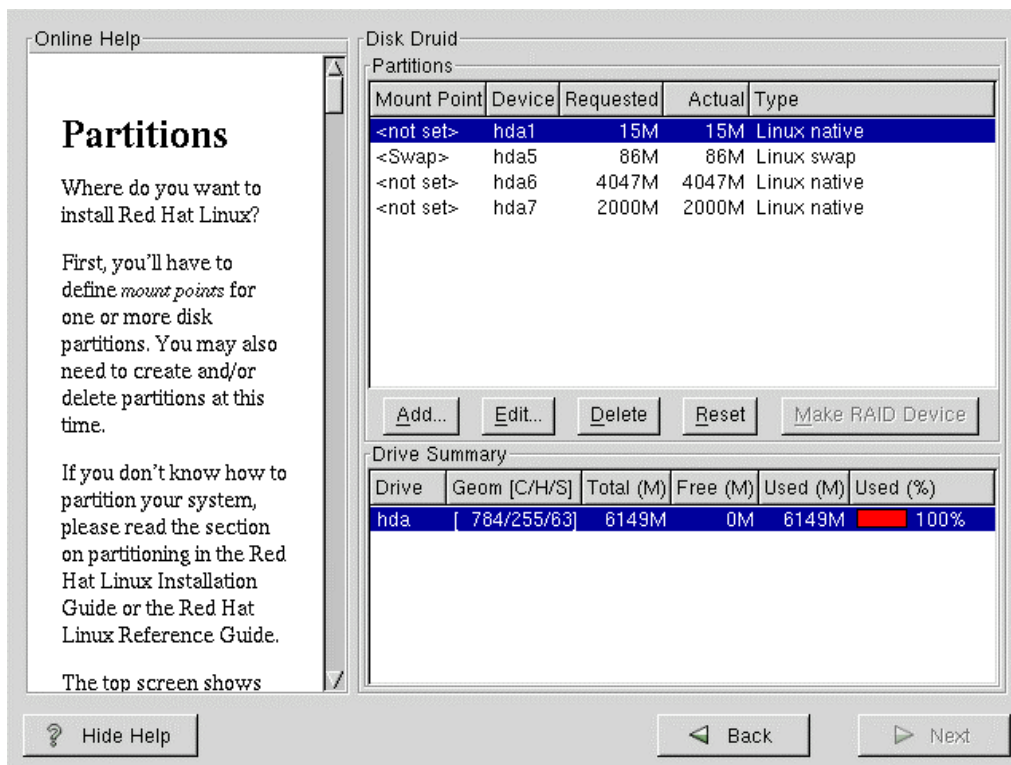 Online Help
Partitions
Where do you want to
install Red Hat Linux?
First, you'll have to
define mount points for
one or more disk
partitions. You may also
need to create and/or
delete partitions at this
time.
If you don't know how to
partition your system,
please read the section
on partitioning in the Red
Hat Linux Installation
Guide or the Red Hat
Linux Reference Guide.
The top screen shows
Disk Druid
Partitions
Mount Point Device Requested Actual Type
<not set> hda1 15M 15M Linux native
<Swap> hda5 86M 86M Linux swap
<not set> hda6 4047M 4047M Linux native
<not set> hda7 2000M 2000M Linux native
Add... Edit... Delete Reset Make RAID Device
Drive Summary
Drive Geom [C/H/S] Total (M) Free (M) Used (M) Used (%)
hda [ 784/255/63] 6149M 0M 6149M 100%
Hide Help Back Next